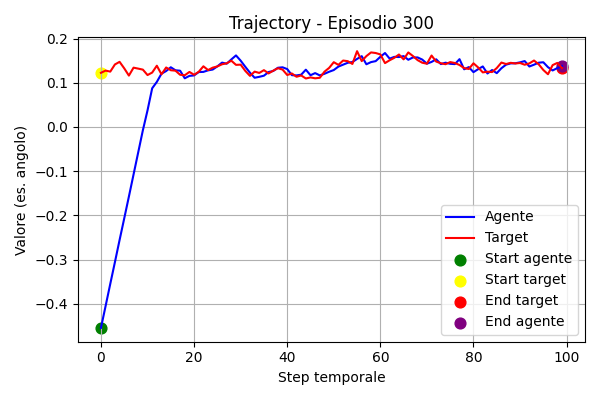 Trajectory - Episodio 300
Valore (es. angolo)
0.2
0.1
0.0
−0.1
−0.2
−0.3
−0.4
0
20
40
60
80
100
Step temporale
Agente
Target
Start agente
Start target
End target
End agente